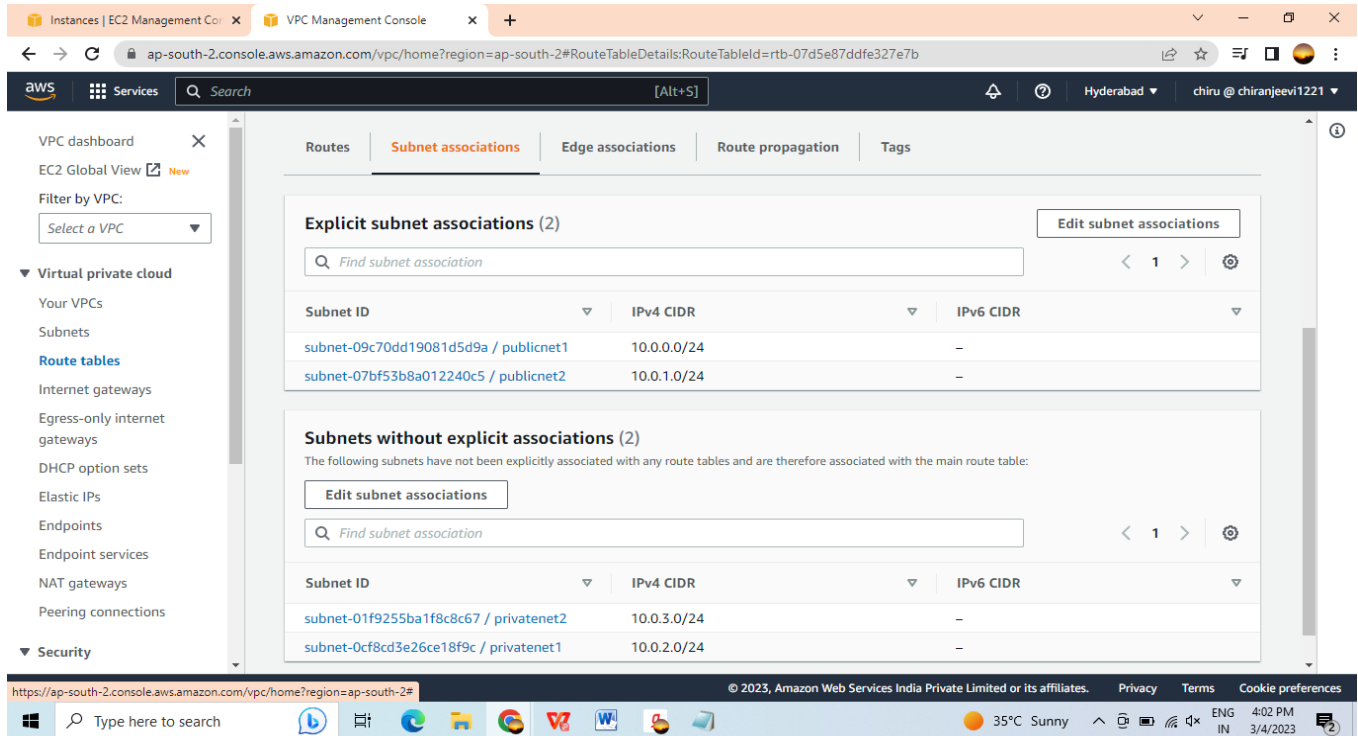 Instances | EC2 Management Con
VPC Management Console
ap-south-2.console.aws.amazon.com/vpc/home?region=ap-south-2#RouteTableDetails:RouteTableId=rtb-07d5e87ddfe327e7b
aws
Services
Search
[Alt+S]
Hyderabad
chiru @ chiranjeevi1221
VPC dashboard
EC2 Global View New
Filter by VPC:
Select a VPC
Virtual private cloud
Your VPCs
Subnets
Route tables
Internet gateways
Egress-only internet
gateways
DHCP option sets
Elastic IPs
Endpoints
Endpoint services
NAT gateways
Peering connections
Security
Routes Subnet associations Edge associations Route propagation Tags
Explicit subnet associations (2)
Edit subnet associations
Find subnet association
1
Subnet ID IPv4 CIDR IPv6 CIDR
subnet-09c70dd19081d5d9a / publicnet1 10.0.0.0/24 –
subnet-07bf53b8a012240c5 / publicnet2 10.0.1.0/24 –
Subnets without explicit associations (2)
The following subnets have not been explicitly associated with any route tables and are therefore associated with the main route table:
Edit subnet associations
Find subnet association
1
Subnet ID IPv4 CIDR IPv6 CIDR
subnet-01f9255ba1f8c8c67 / privatenet2 10.0.3.0/24 –
subnet-0cf8cd3e26ce18f9c / privatenet1 10.0.2.0/24 –
https://ap-south-2.console.aws.amazon.com/vpc/home?region=ap-south-2#
© 2023, Amazon Web Services India Private Limited or its affiliates. Privacy Terms Cookie preferences
Type here to search
35°C Sunny
ENG
IN
4:02 PM
3/4/2023
2